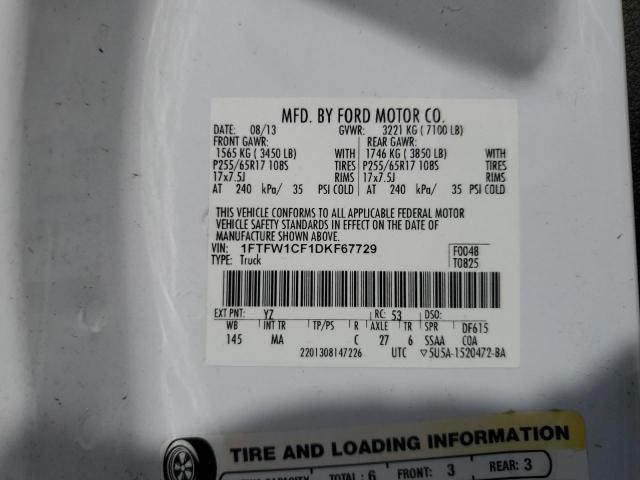 MFD. BY FORD MOTOR CO.
DATE: 08/13 GVWR: 3221 KG ( 7100 LB)
FRONT GAWR: REAR GAWR:
1565 KG ( 3450 LB) WITH 1746 KG ( 3850 LB) WITH
P255/65R17 108S TIRES P255/65R17 108S TIRES
17x7.5J RIMS 17x7.5J RIMS
AT 240 kPa/ 35 PSI COLD AT 240 kPa/ 35 PSI COLD
THIS VEHICLE CONFORMS TO ALL APPLICABLE FEDERAL MOTOR
VEHICLE SAFETY STANDARDS IN EFFECT ON THE DATE OF
MANUFACTURE SHOWN ABOVE.
VIN: 1FTFW1CF1DKF67729 F0048
TYPE: Truck T0825
EXT PNT: YZ RC: 53 DSO:
WB INT TR TP/PS R AXLE TR SPR DF615
145 MA C 27 6 SSAA COA
2201308147226 UTC ▽5U5A-1520472-BA
TIRE AND LOADING INFORMATION
CAPACITY TOTAL : 6 FRONT: 3 REAR: 3